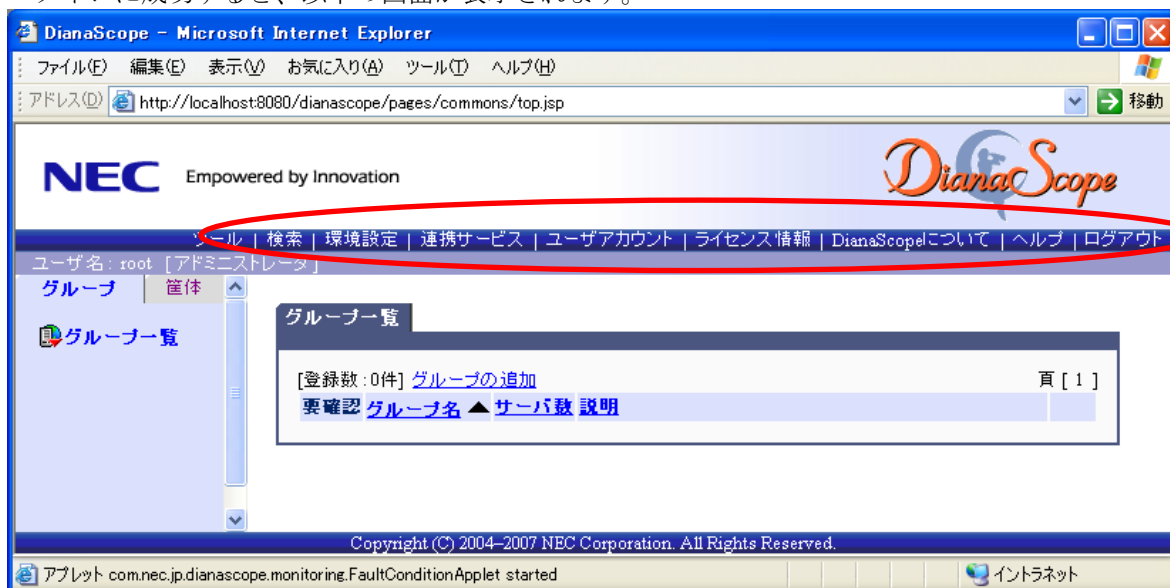 DianaScope - Microsoft Internet Explorer
ファイル(F) 編集(E) 表示(V) お気に入り(A) ツール(T) ヘルプ(H)
アドレス(D) http://localhost:8080/dianascope/pages/commons/top.jsp 移動
NEC Empowered by Innovation DianaScope
ツール | 検索 | 環境設定 | 連携サービス | ユーザアカウント | ライセンス情報 | DianaScopeについて | ヘルプ | ログアウト
ユーザ名 : root [アドミニストレータ]
グループ 筐体
グループ一覧
グループ一覧
[登録数 : 0件] グループの追加 頁 [ 1 ]
要確認 グループ名 ▲ サーバ数 説明
Copyright (C) 2004-2007 NEC Corporation. All Rights Reserved.
アプレット com.nec.jp.dianascope.monitoring.FaultConditionApplet started イントラネット